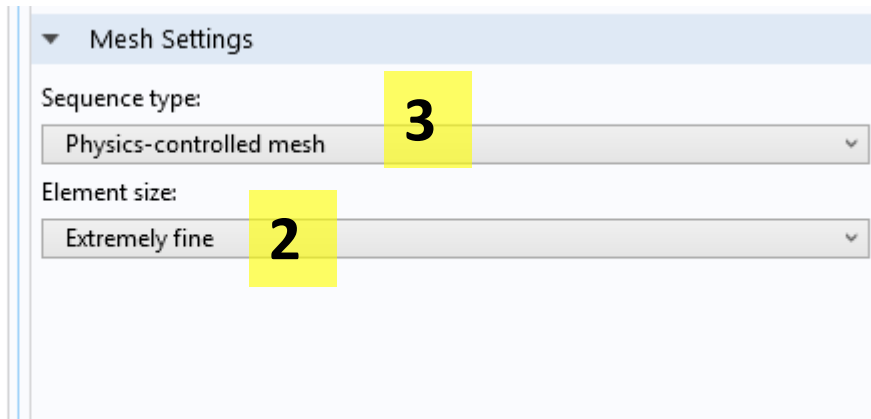 Mesh Settings
Sequence type:
3
Physics-controlled mesh
Element size:
Extremely fine
2